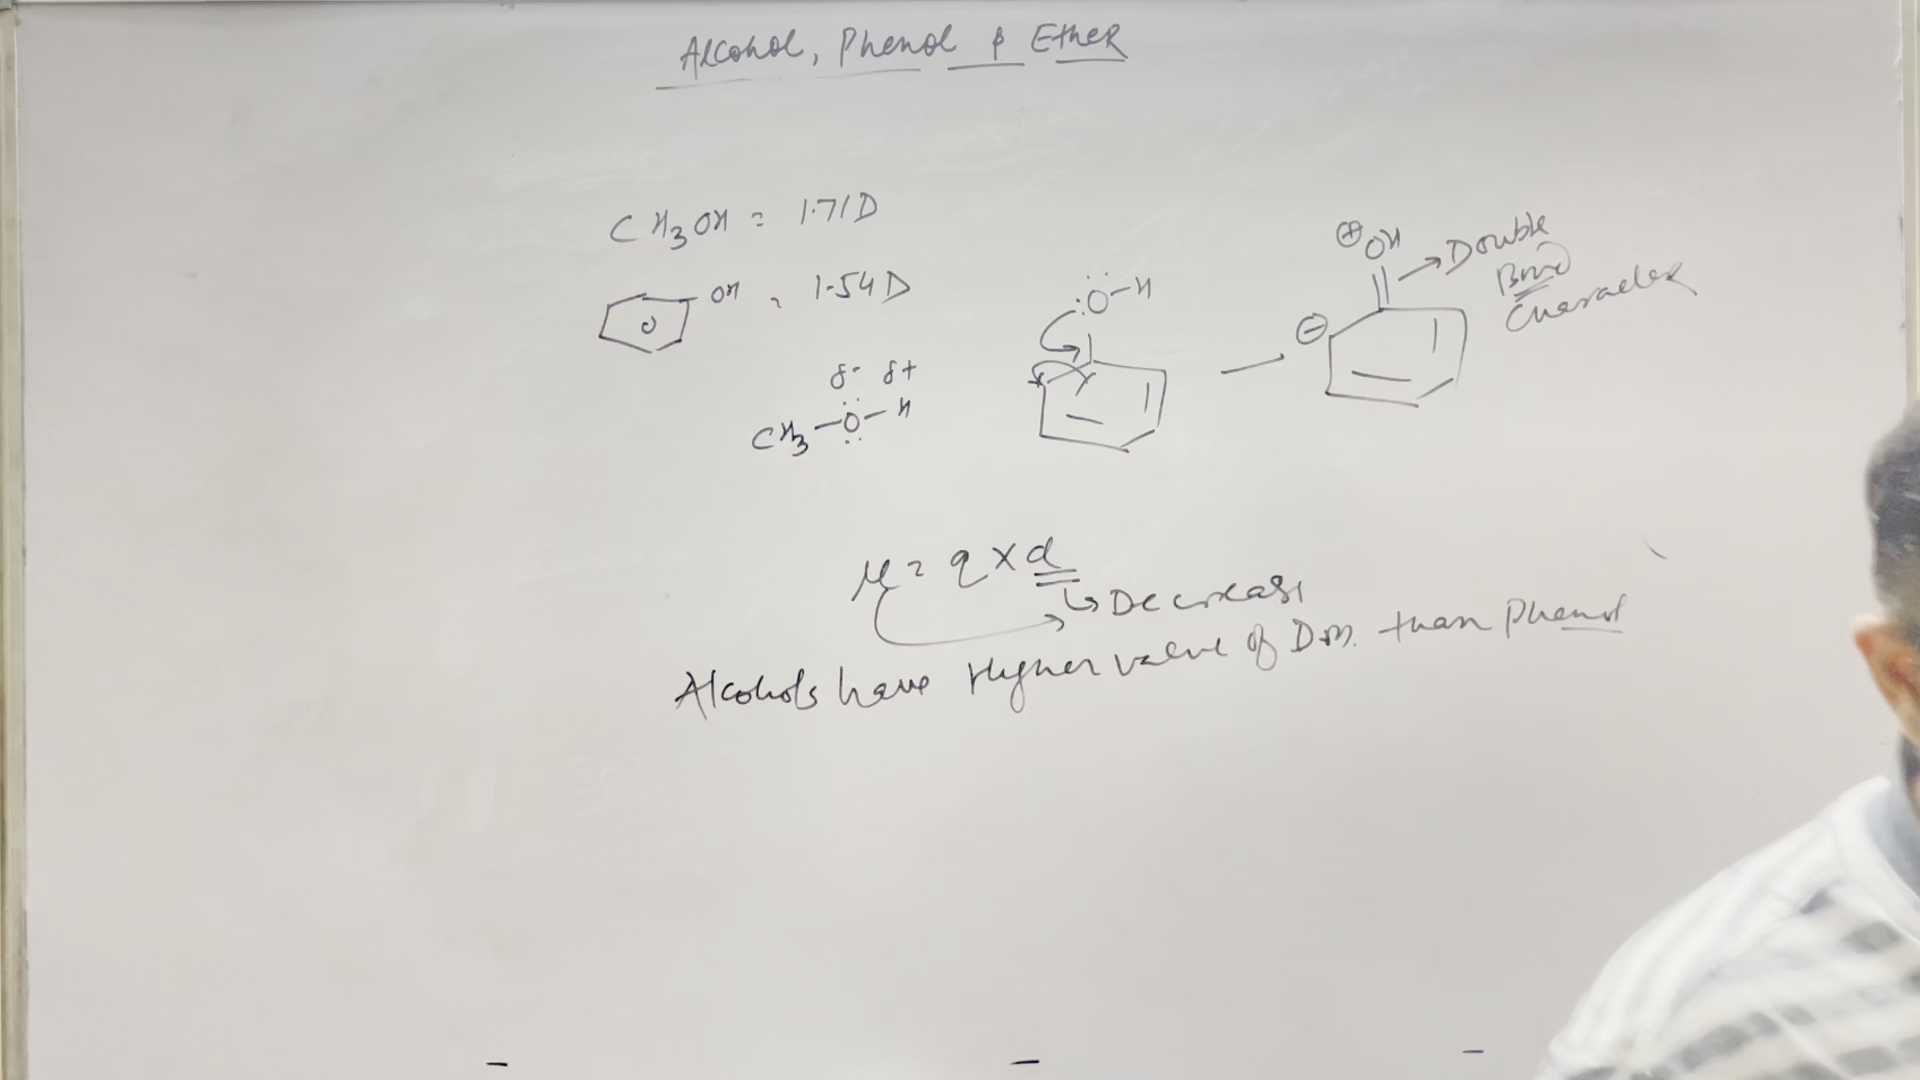 Alcohol, Phenol & Ether
CH3OH = 1.71D
OH = 1.54D
δ- δ+
CH3-O-H
:O-H
⊕OH → Double Bond Character
⊖
μ = q × d
↳ Decrease
Alcohols have Higher value of D.M. than Phenol